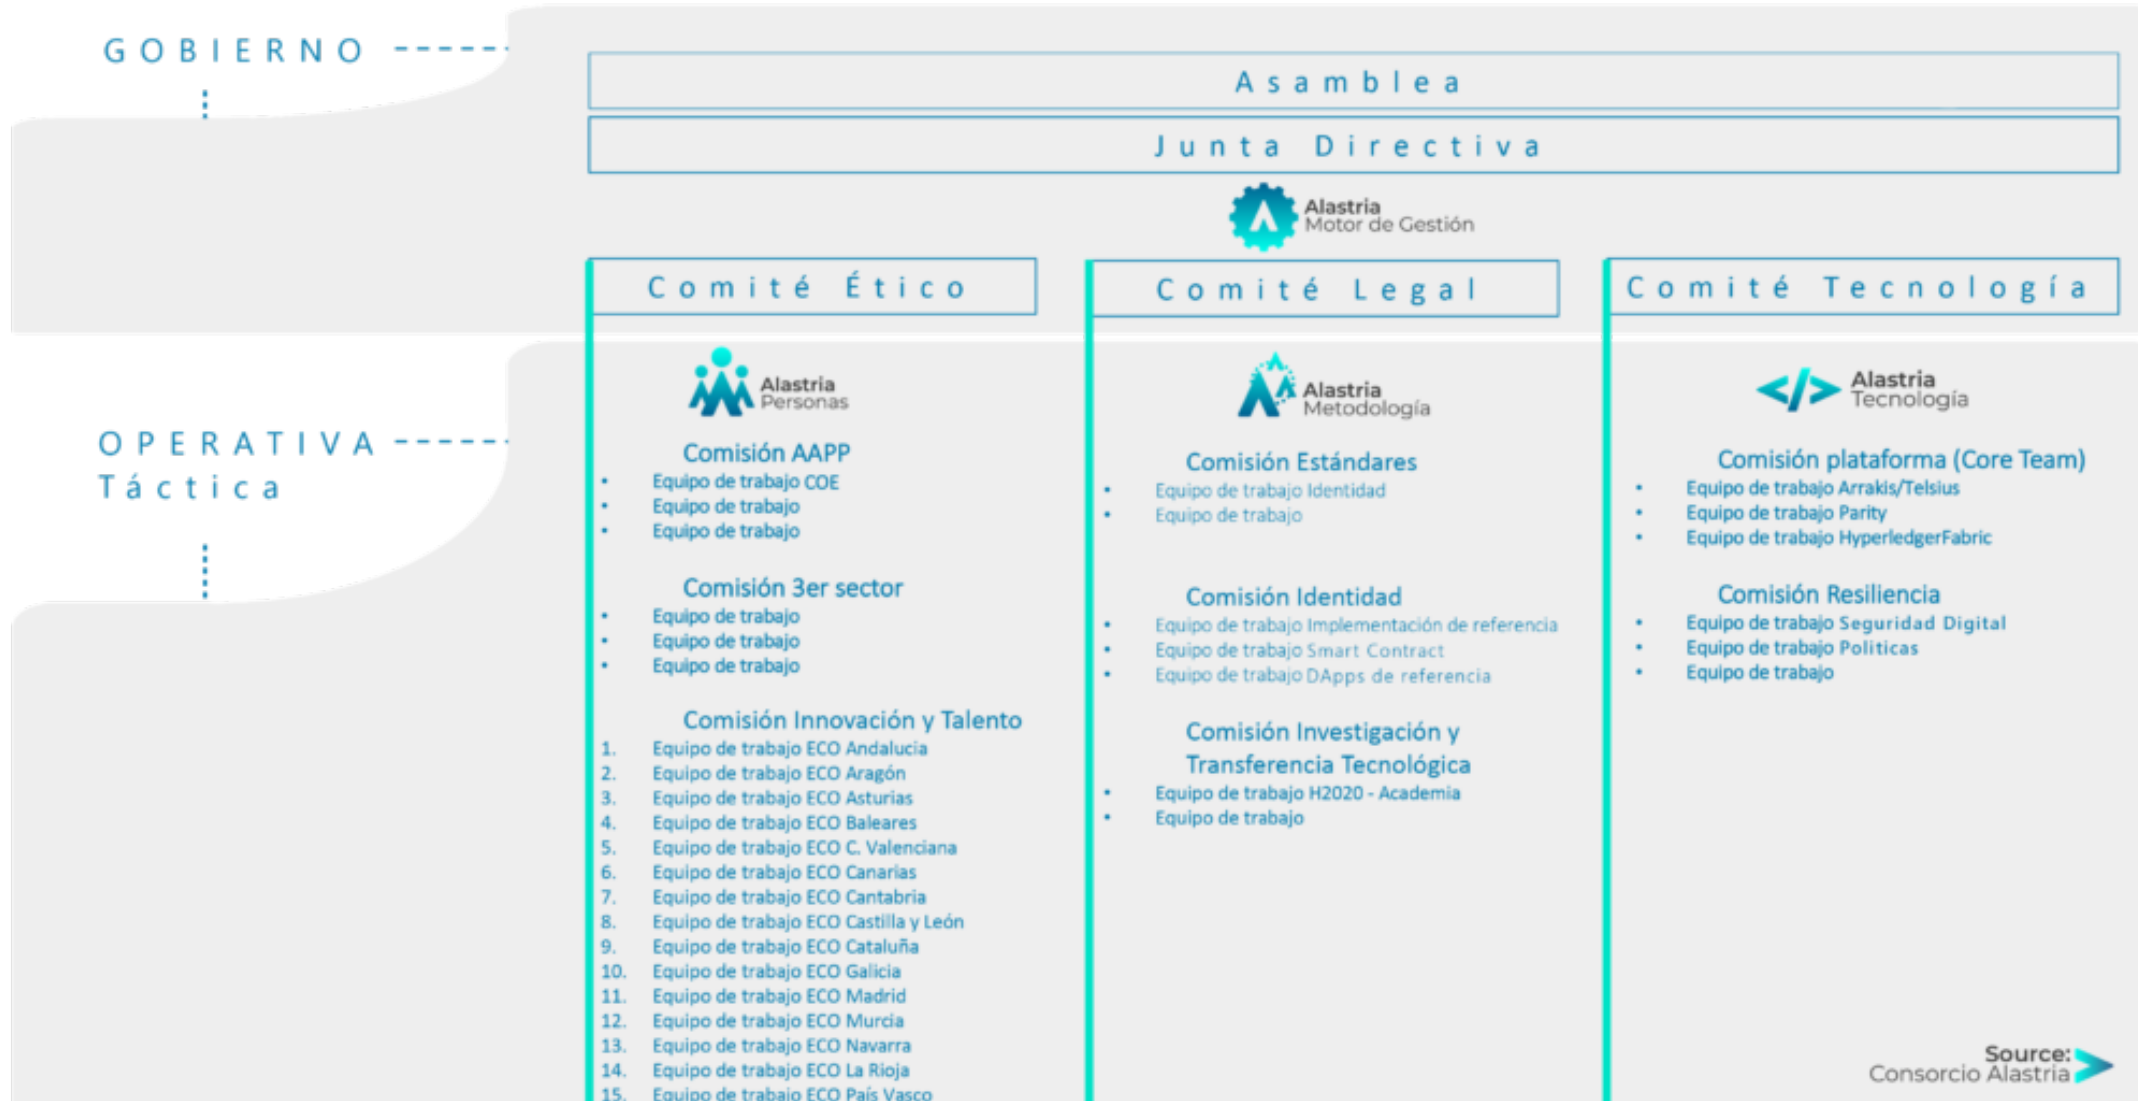 GOBIERNO
Asamblea
Junta Directiva
Alastria
Motor de Gestión
Comité Ético
Comité Legal
Comité Tecnología
OPERATIVA
Táctica
Alastria
Personas
Comisión AAPP
• Equipo de trabajo COE
• Equipo de trabajo
• Equipo de trabajo
Comisión 3er sector
• Equipo de trabajo
• Equipo de trabajo
• Equipo de trabajo
Comisión Innovación y Talento
1. Equipo de trabajo ECO Andalucia
2. Equipo de trabajo ECO Aragón
3. Equipo de trabajo ECO Asturias
4. Equipo de trabajo ECO Baleares
5. Equipo de trabajo ECO C. Valenciana
6. Equipo de trabajo ECO Canarias
7. Equipo de trabajo ECO Cantabria
8. Equipo de trabajo ECO Castilla y León
9. Equipo de trabajo ECO Cataluña
10. Equipo de trabajo ECO Galicia
11. Equipo de trabajo ECO Madrid
12. Equipo de trabajo ECO Murcia
13. Equipo de trabajo ECO Navarra
14. Equipo de trabajo ECO La Rioja
15. Equipo de trabajo ECO País Vasco
Alastria
Metodología
Comisión Estándares
• Equipo de trabajo Identidad
• Equipo de trabajo
Comisión Identidad
• Equipo de trabajo Implementación de referencia
• Equipo de trabajo Smart Contract
• Equipo de trabajo DApps de referencia
Comisión Investigación y
Transferencia Tecnológica
• Equipo de trabajo H2020 - Academia
• Equipo de trabajo
Alastria
Tecnología
Comisión plataforma (Core Team)
• Equipo de trabajo Arrakis/Telsius
• Equipo de trabajo Parity
• Equipo de trabajo HyperledgerFabric
Comisión Resiliencia
• Equipo de trabajo Seguridad Digital
• Equipo de trabajo Politicas
• Equipo de trabajo
Source:
Consorcio Alastria